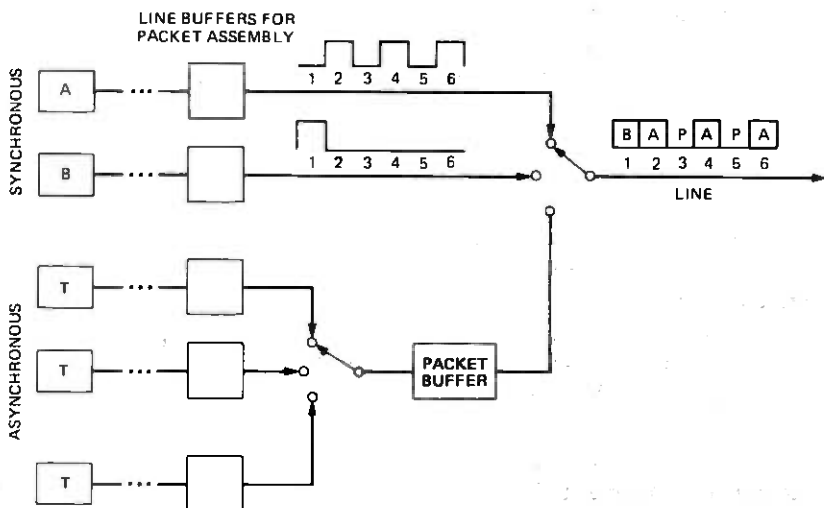 LINE BUFFERS FOR
PACKET ASSEMBLY
SYNCHRONOUS
A
1 2 3 4 5 6
B
1 2 3 4 5 6
B A P A P A
1 2 3 4 5 6
LINE
ASYNCHRONOUS
T
T
PACKET
BUFFER
T